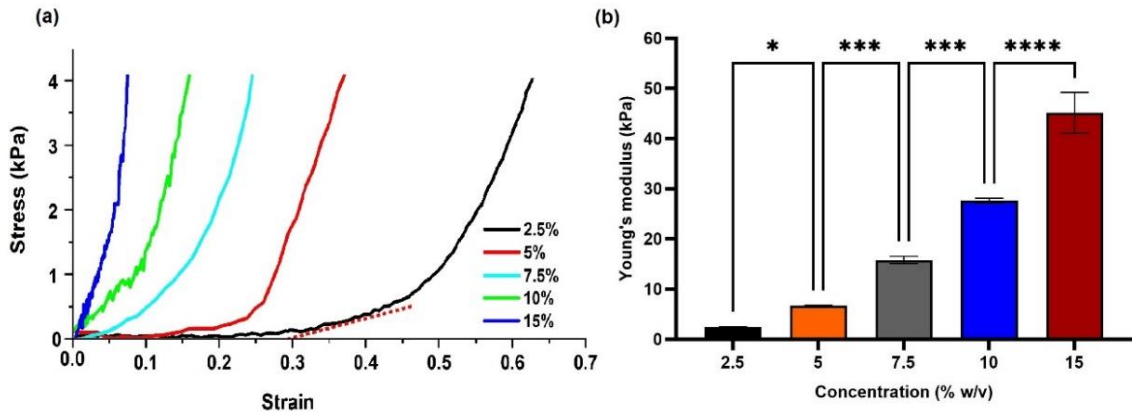 (a)
Stress (kPa)
4
3
2
1
0
0.0 0.1 0.2 0.3 0.4 0.5 0.6 0.7
Strain
2.5%
5%
7.5%
10%
15%
(b)
* *** *** ****
Young's modulus (kPa)
60
50
40
30
20
10
0
2.5 5 7.5 10 15
Concentration (% w/v)